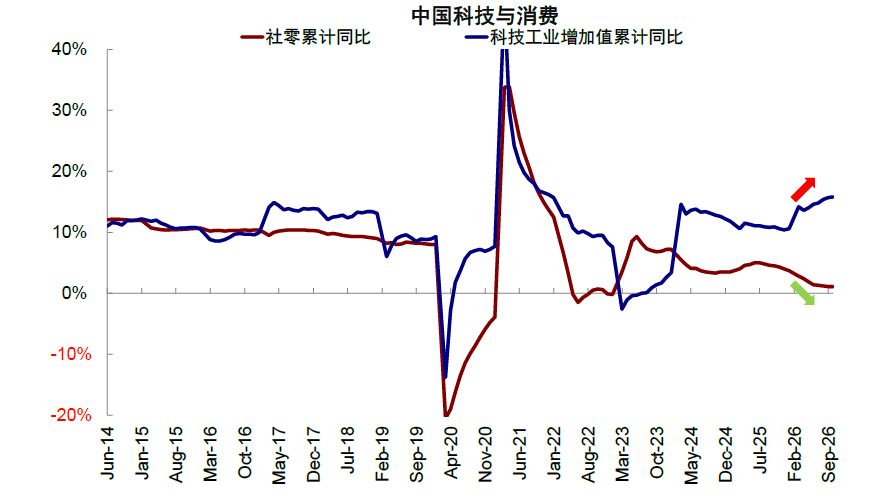 中国科技与消费
社零累计同比
科技工业增加值累计同比
40%
30%
20%
10%
0%
-10%
-20%
Jun-14
Jan-15
Aug-15
Mar-16
Oct-16
May-17
Dec-17
Jul-18
Feb-19
Sep-19
Apr-20
Nov-20
Jun-21
Jan-22
Aug-22
Mar-23
Oct-23
May-24
Dec-24
Jul-25
Feb-26
Sep-26